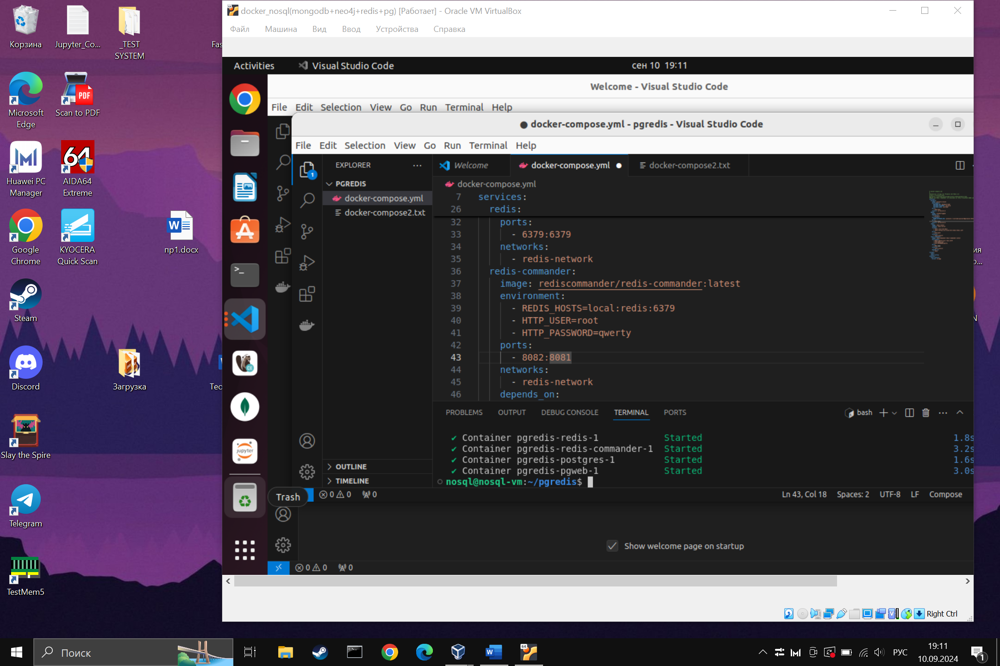 docker_nosql(mongodb+neo4j+redis+pg) [Работает] - Oracle VM VirtualBox
Файл Машина Вид Ввод Устройства Справка
Activities Visual Studio Code сен 10 19:11
Welcome - Visual Studio Code
File Edit Selection View Go Run Terminal Help
● docker-compose.yml - pgredis - Visual Studio Code
File Edit Selection View Go Run Terminal Help
EXPLORER
PGREDIS
docker-compose.yml
docker-compose2.txt
OUTLINE
TIMELINE
Welcome docker-compose.yml docker-compose2.txt
docker-compose.yml
7 services:
26 redis:
32 ports:
33 - 6379:6379
34 networks:
35 - redis-network
36 redis-commander:
37 image: rediscommander/redis-commander:latest
38 environment:
39 - REDIS_HOSTS=local:redis:6379
40 - HTTP_USER=root
41 - HTTP_PASSWORD=qwerty
42 ports:
43 - 8082:8081
44 networks:
45 - redis-network
46 depends_on:
PROBLEMS OUTPUT DEBUG CONSOLE TERMINAL PORTS bash
✔ Container pgredis-redis-1 Started 1.8s
✔ Container pgredis-redis-commander-1 Started 3.2s
✔ Container pgredis-postgres-1 Started 1.6s
✔ Container pgredis-pgweb-1 Started 3.0s
nosql@nosql-vm:~/pgredis$
Trash
0 0 0 Ln 43, Col 18 Spaces: 2 UTF-8 LF Compose
Show welcome page on startup
0 0 0
Right Ctrl
Корзина
Jupyter_Co...
_TEST
SYSTEM
Fas
Microsoft
Edge
Scan to PDF
PDF
Huawei PC
Manager
64
AIDA64
Extreme
Google
Chrome
KYOCERA
Quick Scan
пр1.docx
Steam
Discord
Загрузка
Тео
Slay the Spire
Telegram
TestMem5
CE
jupyter
1
ия
о...
N
Поиск
РУС
19:11
10.09.2024
1